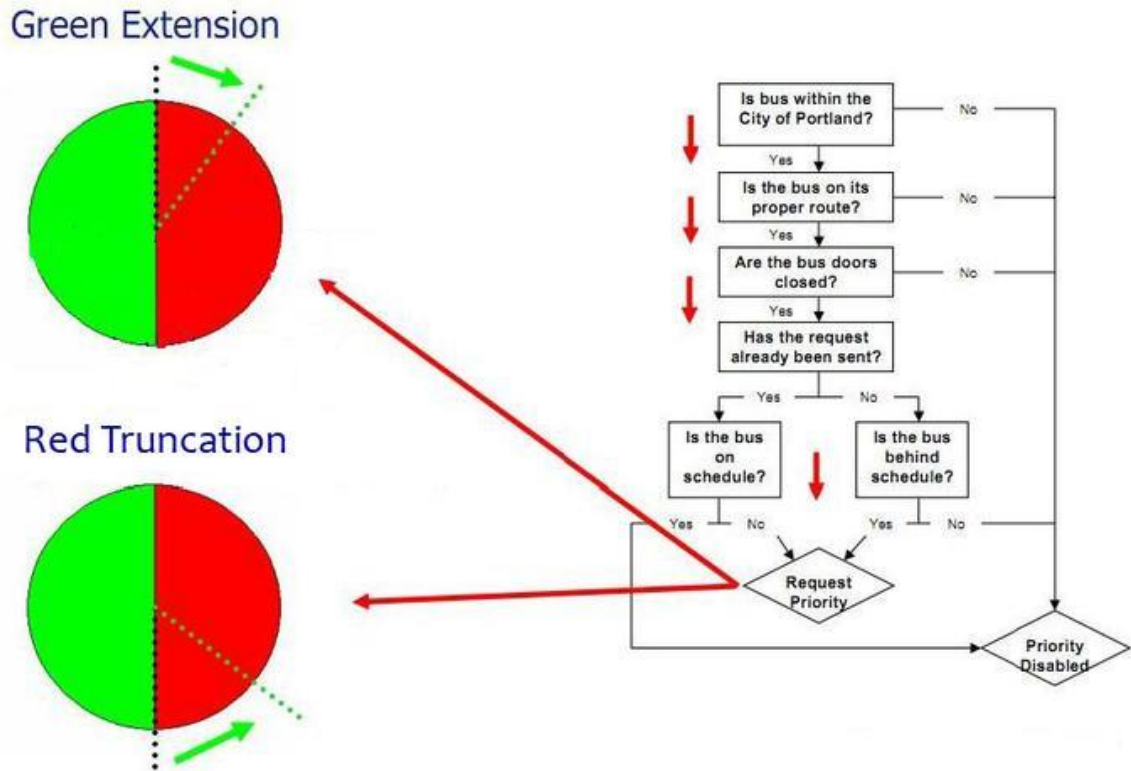 Green Extension
Red Truncation
Is bus within the
City of Portland?
No
Yes
Is the bus on its
proper route?
No
Yes
Are the bus doors
closed?
No
Yes
Has the request
already been sent?
Yes
No
Is the bus
on
schedule?
Is the bus
behind
schedule?
Yes
No
Yes
No
Request
Priority
Priority
Disabled